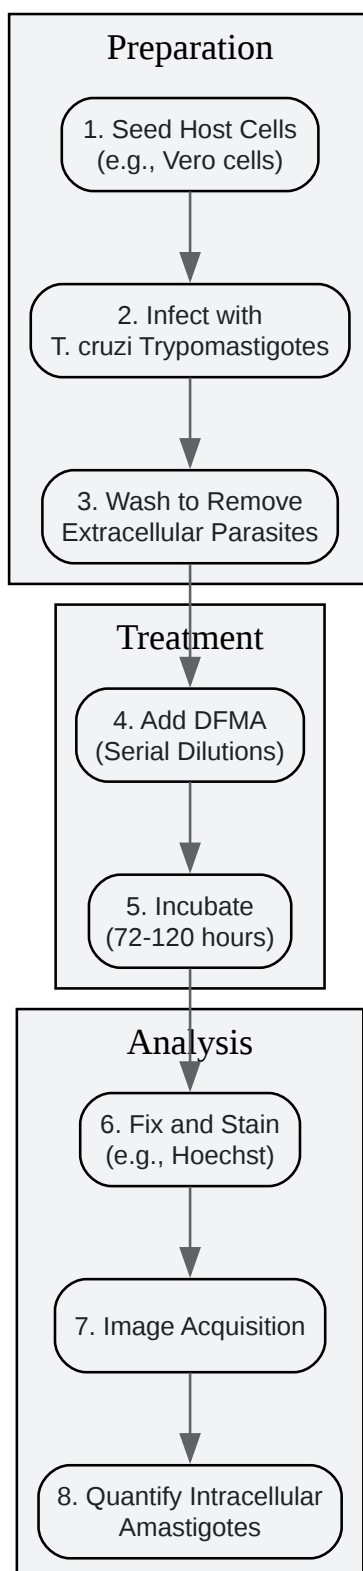 Preparation
1. Seed Host Cells
(e.g., Vero cells)
2. Infect with
T. cruzi Trypomastigotes
3. Wash to Remove
Extracellular Parasites
Treatment
4. Add DFMA
(Serial Dilutions)
5. Incubate
(72-120 hours)
Analysis
6. Fix and Stain
(e.g., Hoechst)
7. Image Acquisition
8. Quantify Intracellular
Amastigotes